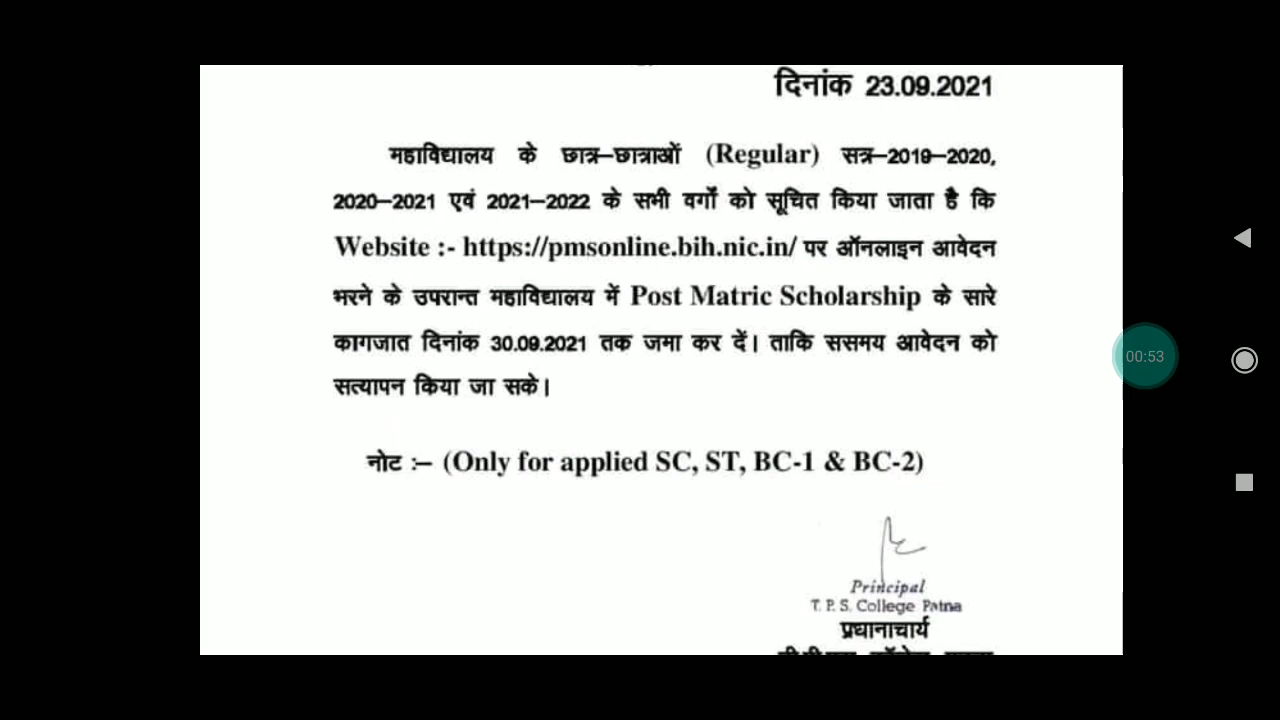 दिनांक 23.09.2021
महाविद्यालय के छात्र–छात्राओं (Regular) सत्र–2019–2020,
2020–2021 एवं 2021–2022 के सभी वर्गों को सूचित किया जाता है कि
Website :- https://pmsonline.bih.nic.in/ पर ऑनलाइन आवेदन
भरने के उपरान्त महाविद्यालय में Post Matric Scholarship के सारे
कागजात दिनांक 30.09.2021 तक जमा कर दें। ताकि ससमय आवेदन को
सत्यापन किया जा सके।
नोट :– (Only for applied SC, ST, BC-1 & BC-2)
Principal
T. P. S. College Patna
प्रधानाचार्य
00:53